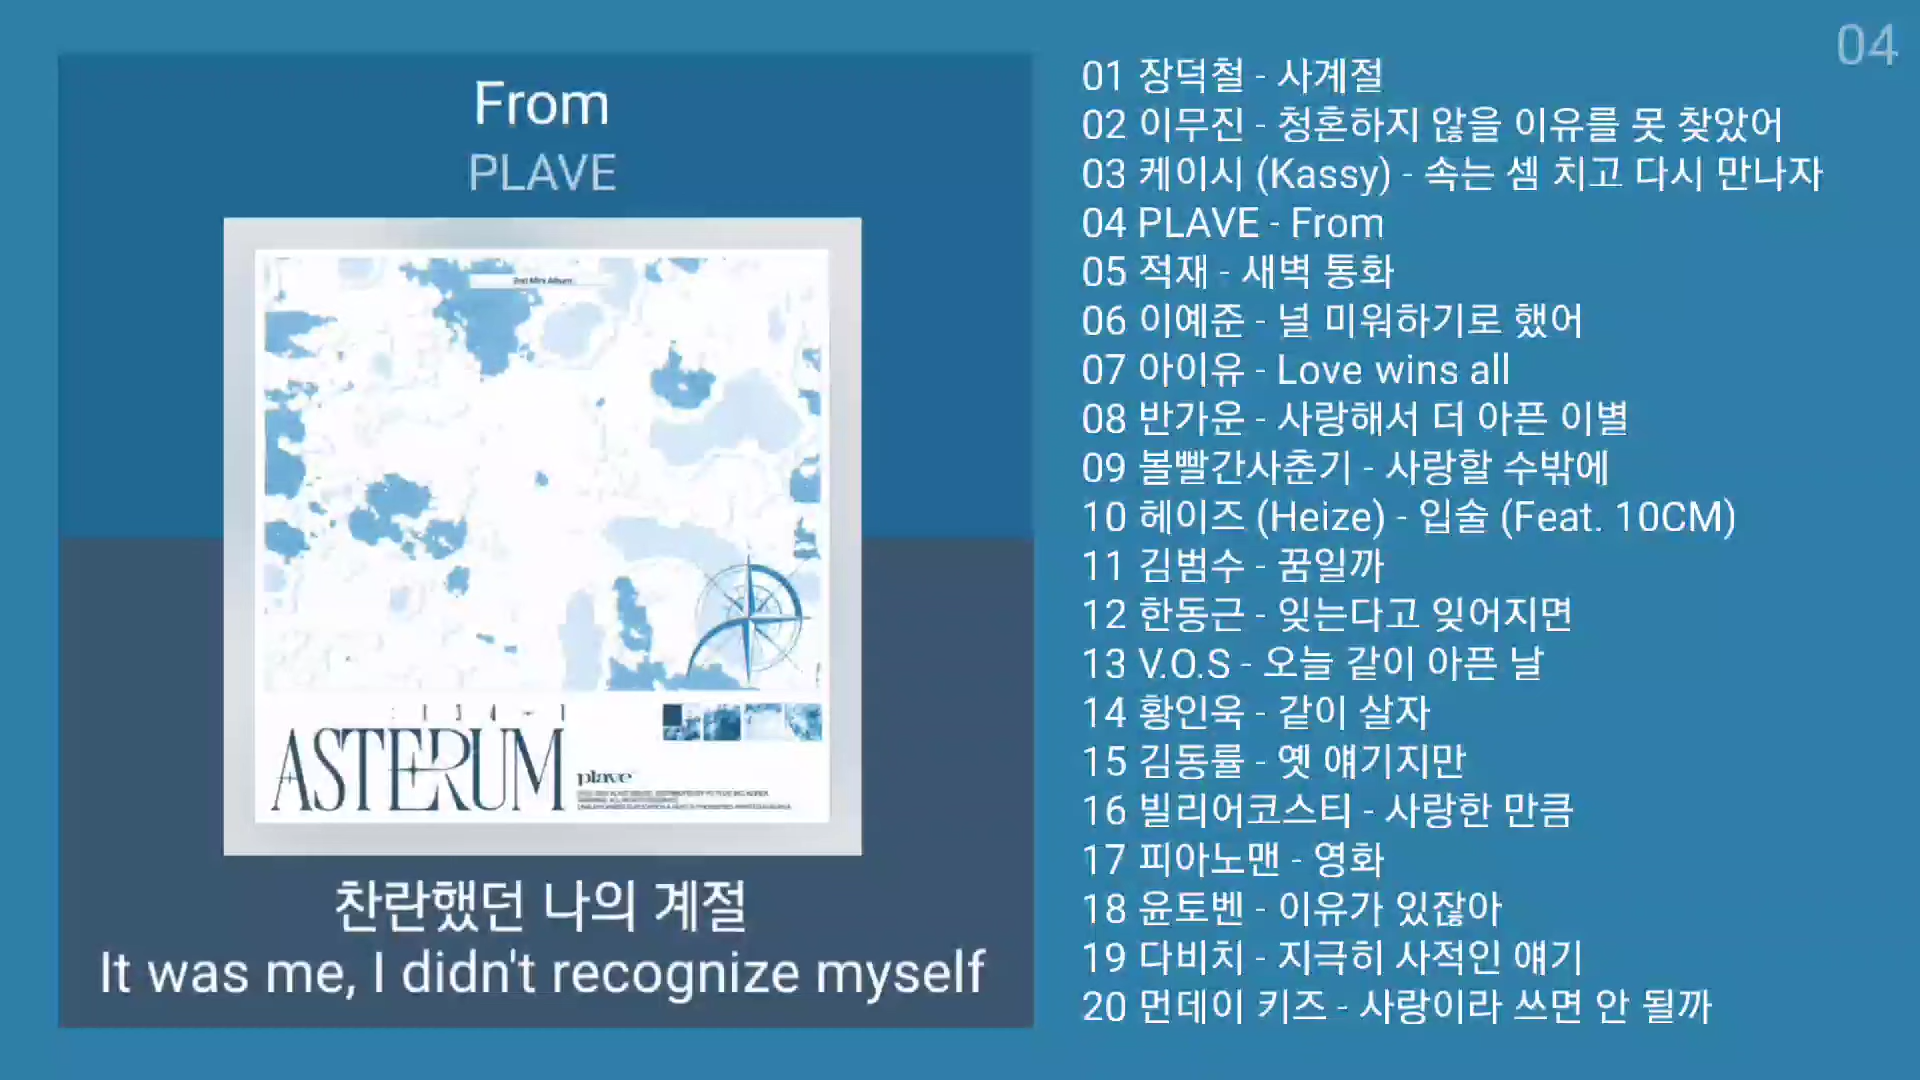 04
From
PLAVE
2nd Mini Album
: 134-1
ASTERUM
plave
찬란했던 나의 계절
It was me, I didn't recognize myself
01 장덕철 - 사계절
02 이무진 - 청혼하지 않을 이유를 못 찾았어
03 케이시 (Kassy) - 속는 셈 치고 다시 만나자
04 PLAVE - From
05 적재 - 새벽 통화
06 이예준 - 널 미워하기로 했어
07 아이유 - Love wins all
08 반가운 - 사랑해서 더 아픈 이별
09 볼빨간사춘기 - 사랑할 수밖에
10 헤이즈 (Heize) - 입술 (Feat. 10CM)
11 김범수 - 꿈일까
12 한동근 - 잊는다고 잊어지면
13 V.O.S - 오늘 같이 아픈 날
14 황인욱 - 같이 살자
15 김동률 - 옛 얘기지만
16 빌리어코스티 - 사랑한 만큼
17 피아노맨 - 영화
18 윤토벤 - 이유가 있잖아
19 다비치 - 지극히 사적인 얘기
20 먼데이 키즈 - 사랑이라 쓰면 안 될까